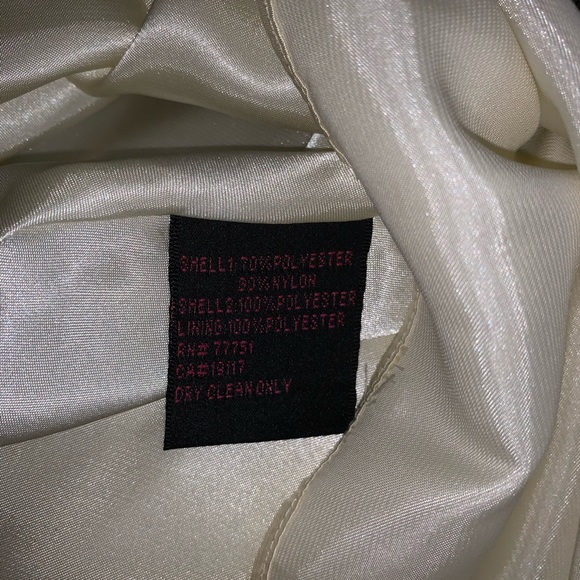 SHELL1:70%POLYESTER
30%NYLON
SHELL2:100%POLYESTER
LINING:100%POLYESTER
RN# 77751
CA#19117
DRY CLEAN ONLY